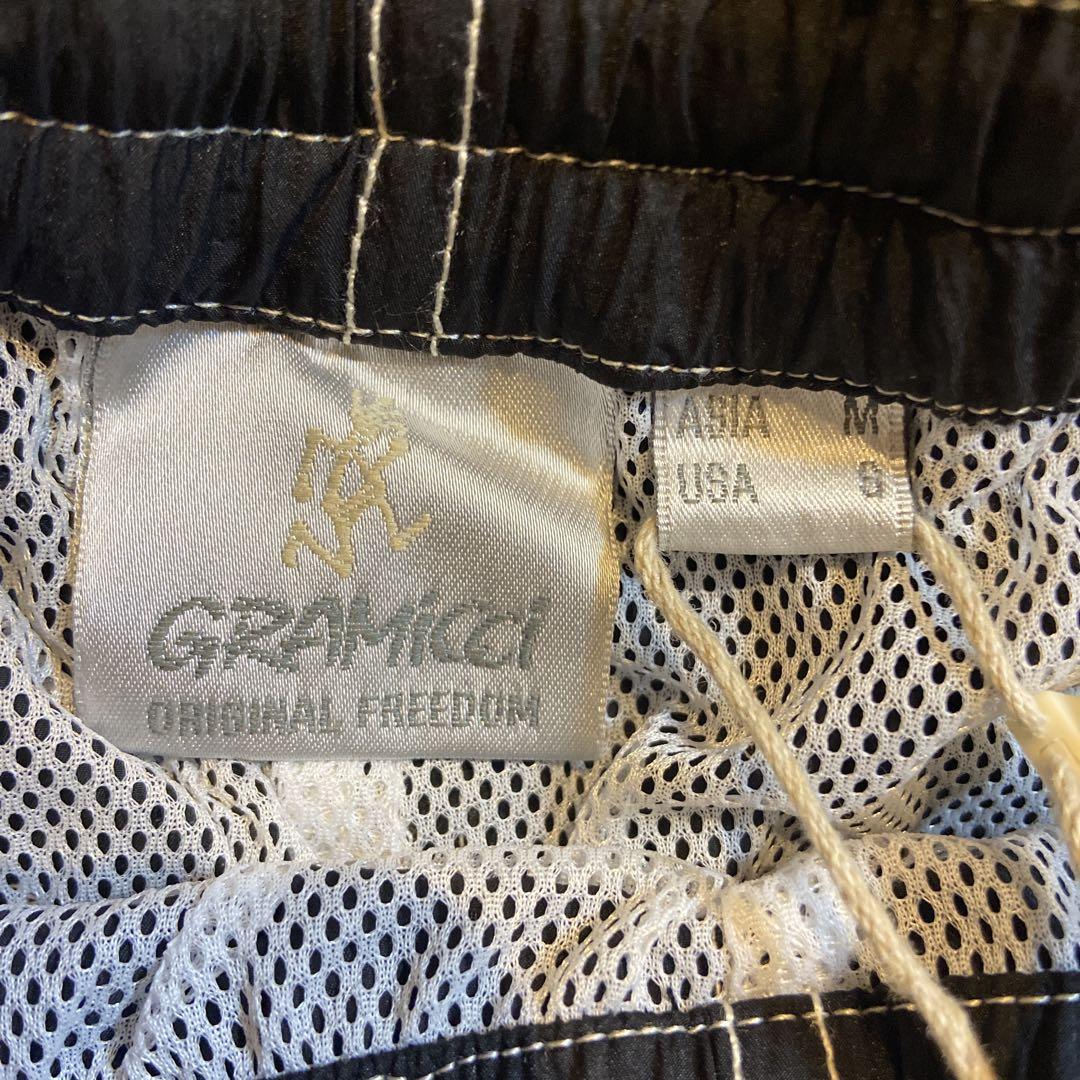 GRAMiCCi
ORIGINAL FREEDOM
ASIA M
USA S